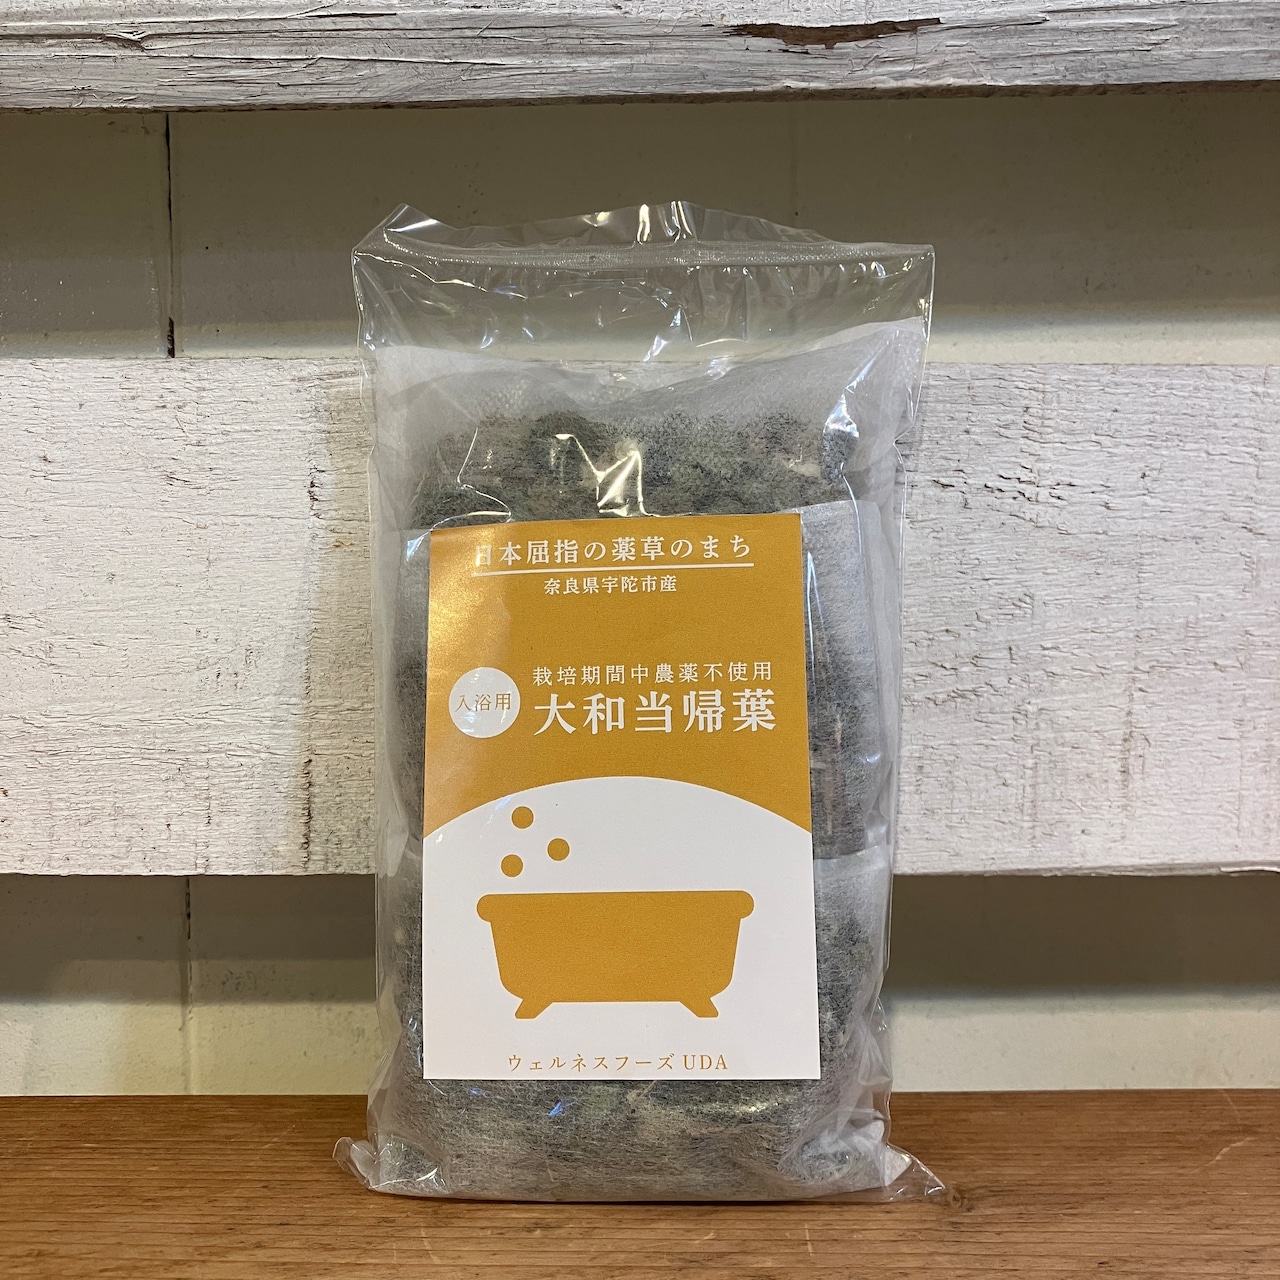 日本屈指の薬草のまち
奈良県宇陀市産
栽培期間中農薬不使用
入浴用
大和当帰葉
ウェルネスフーズUDA